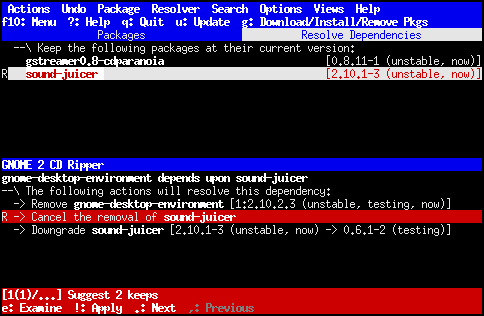 Actions Undo Package Resolver Search Options Views Help
f10: Menu ?: Help q: Quit u: Update g: Download/Install/Remove Pkgs
Packages Resolve Dependencies
--\ Keep the following packages at their current version:
gstreamer0.8-cdparanoia [0.8.11-1 (unstable, now)]
R sound-juicer [2.10.1-3 (unstable, now)]
GNOME 2 CD Ripper
gnome-desktop-environment depends upon sound-juicer
--\ The following actions will resolve this dependency:
-> Remove gnome-desktop-environment [1:2.10.2.3 (unstable, testing, now)]
R -> Cancel the removal of sound-juicer
-> Downgrade sound-juicer [2.10.1-3 (unstable, now) -> 0.6.1-2 (testing)]
[1(1)/...] Suggest 2 keeps
e: Examine !: Apply .: Next ,: Previous